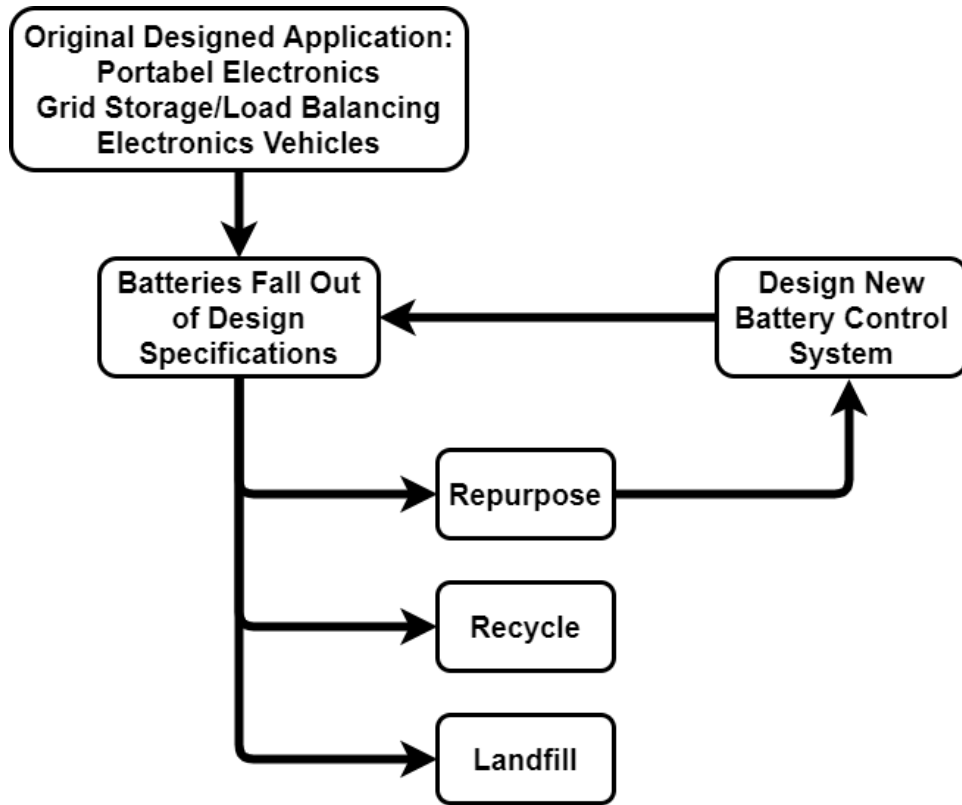 Original Designed Application:
Portabel Electronics
Grid Storage/Load Balancing
Electronics Vehicles
Batteries Fall Out
of Design
Specifications
Design New
Battery Control
System
Repurpose
Recycle
Landfill